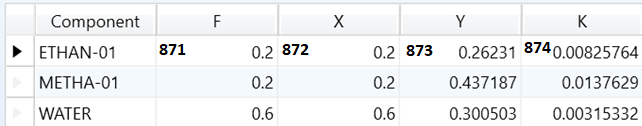 Component F X Y K
ETHAN-01 871 0.2 872 0.2 873 0.26231 874 0.00825764
METHA-01 0.2 0.2 0.437187 0.0137629
WATER 0.6 0.6 0.300503 0.00315332